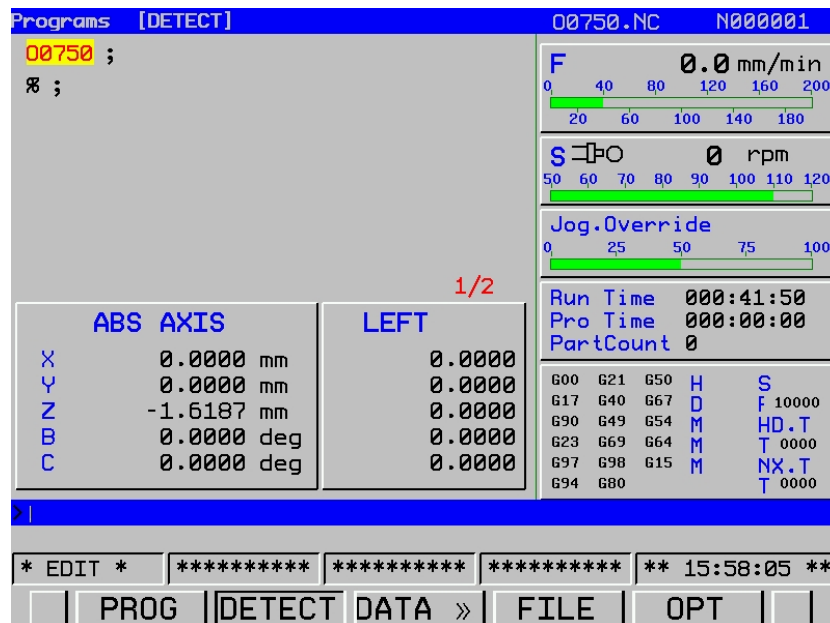 Programs [DETECT] O0750.NC N000001
O0750 ;
% ;
1/2
F 0.0 mm/min
0 40 80 120 160 200
20 60 100 140 180
S 0 rpm
50 60 70 80 90 100 110 120
Jog.Override
0 25 50 75 100
Run Time 000:41:50
Pro Time 000:00:00
PartCount 0
ABS AXIS LEFT
X 0.0000 mm 0.0000
Y 0.0000 mm 0.0000
Z -1.6187 mm 0.0000
B 0.0000 deg 0.0000
C 0.0000 deg 0.0000
G00 G21 G50 H S
G17 G40 G67 D F 10000
G90 G49 G54 M HD.T
G23 G69 G64 M T 0000
G97 G98 G15 M NX.T
G94 G80 T 0000
>
* EDIT * ********** ********** ********** ** 15:58:05 **
PROG DETECT DATA » FILE OPT